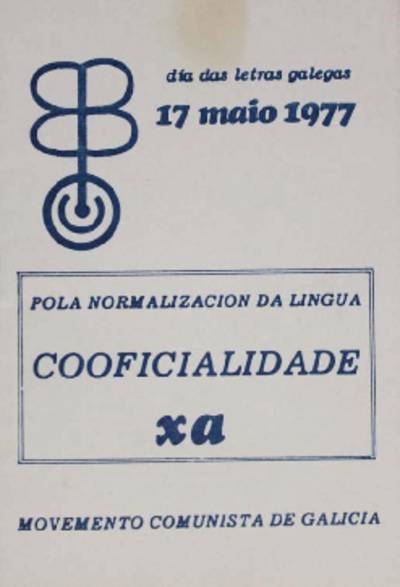 día das letras galegas
17 maio 1977
POLA NORMALIZACION DA LINGUA
COOFICIALIDADE
xa
MOVEMENTO COMUNISTA DE GALICIA